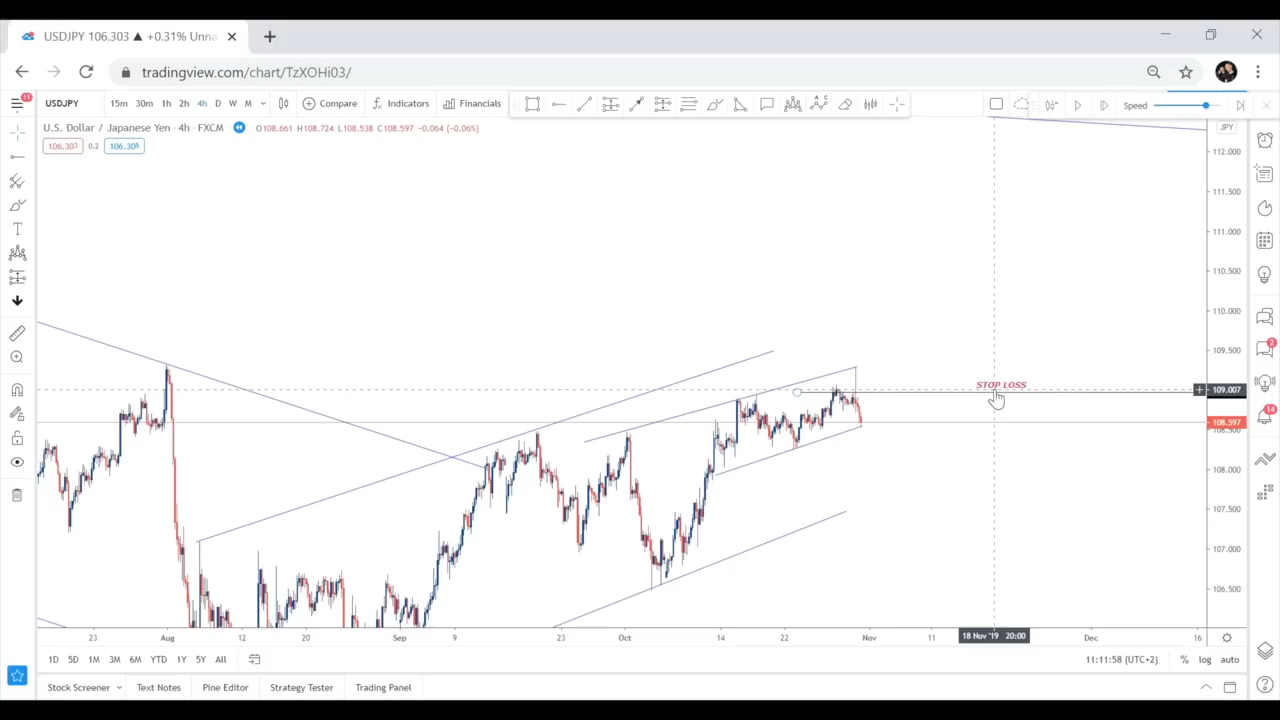 USDJPY 106.303 ▲ +0.31% Unna
tradingview.com/chart/TzXOHi03/
11
USDJPY 15m 30m 1h 2h 4h D W M Compare Indicators Financials Speed
U.S. Dollar / Japanese Yen · 4h · FXCM O108.661 H108.724 L108.538 C108.597 −0.064 (−0.06%)
JPY
106.303 0.2 106.305
112.000
111.500
111.000
110.500
110.000
109.500
STOP LOSS
109.007
108.597
108.500
108.000
107.500
107.000
106.500
2
14
23 Aug 12 20 Sep 9 23 Oct 14 22 Nov 11 18 Nov '19 20:00 Dec 16
1D 5D 1M 3M 6M YTD 1Y 5Y All 11:11:58 (UTC+2) % log auto
Stock Screener Text Notes Pine Editor Strategy Tester Trading Panel